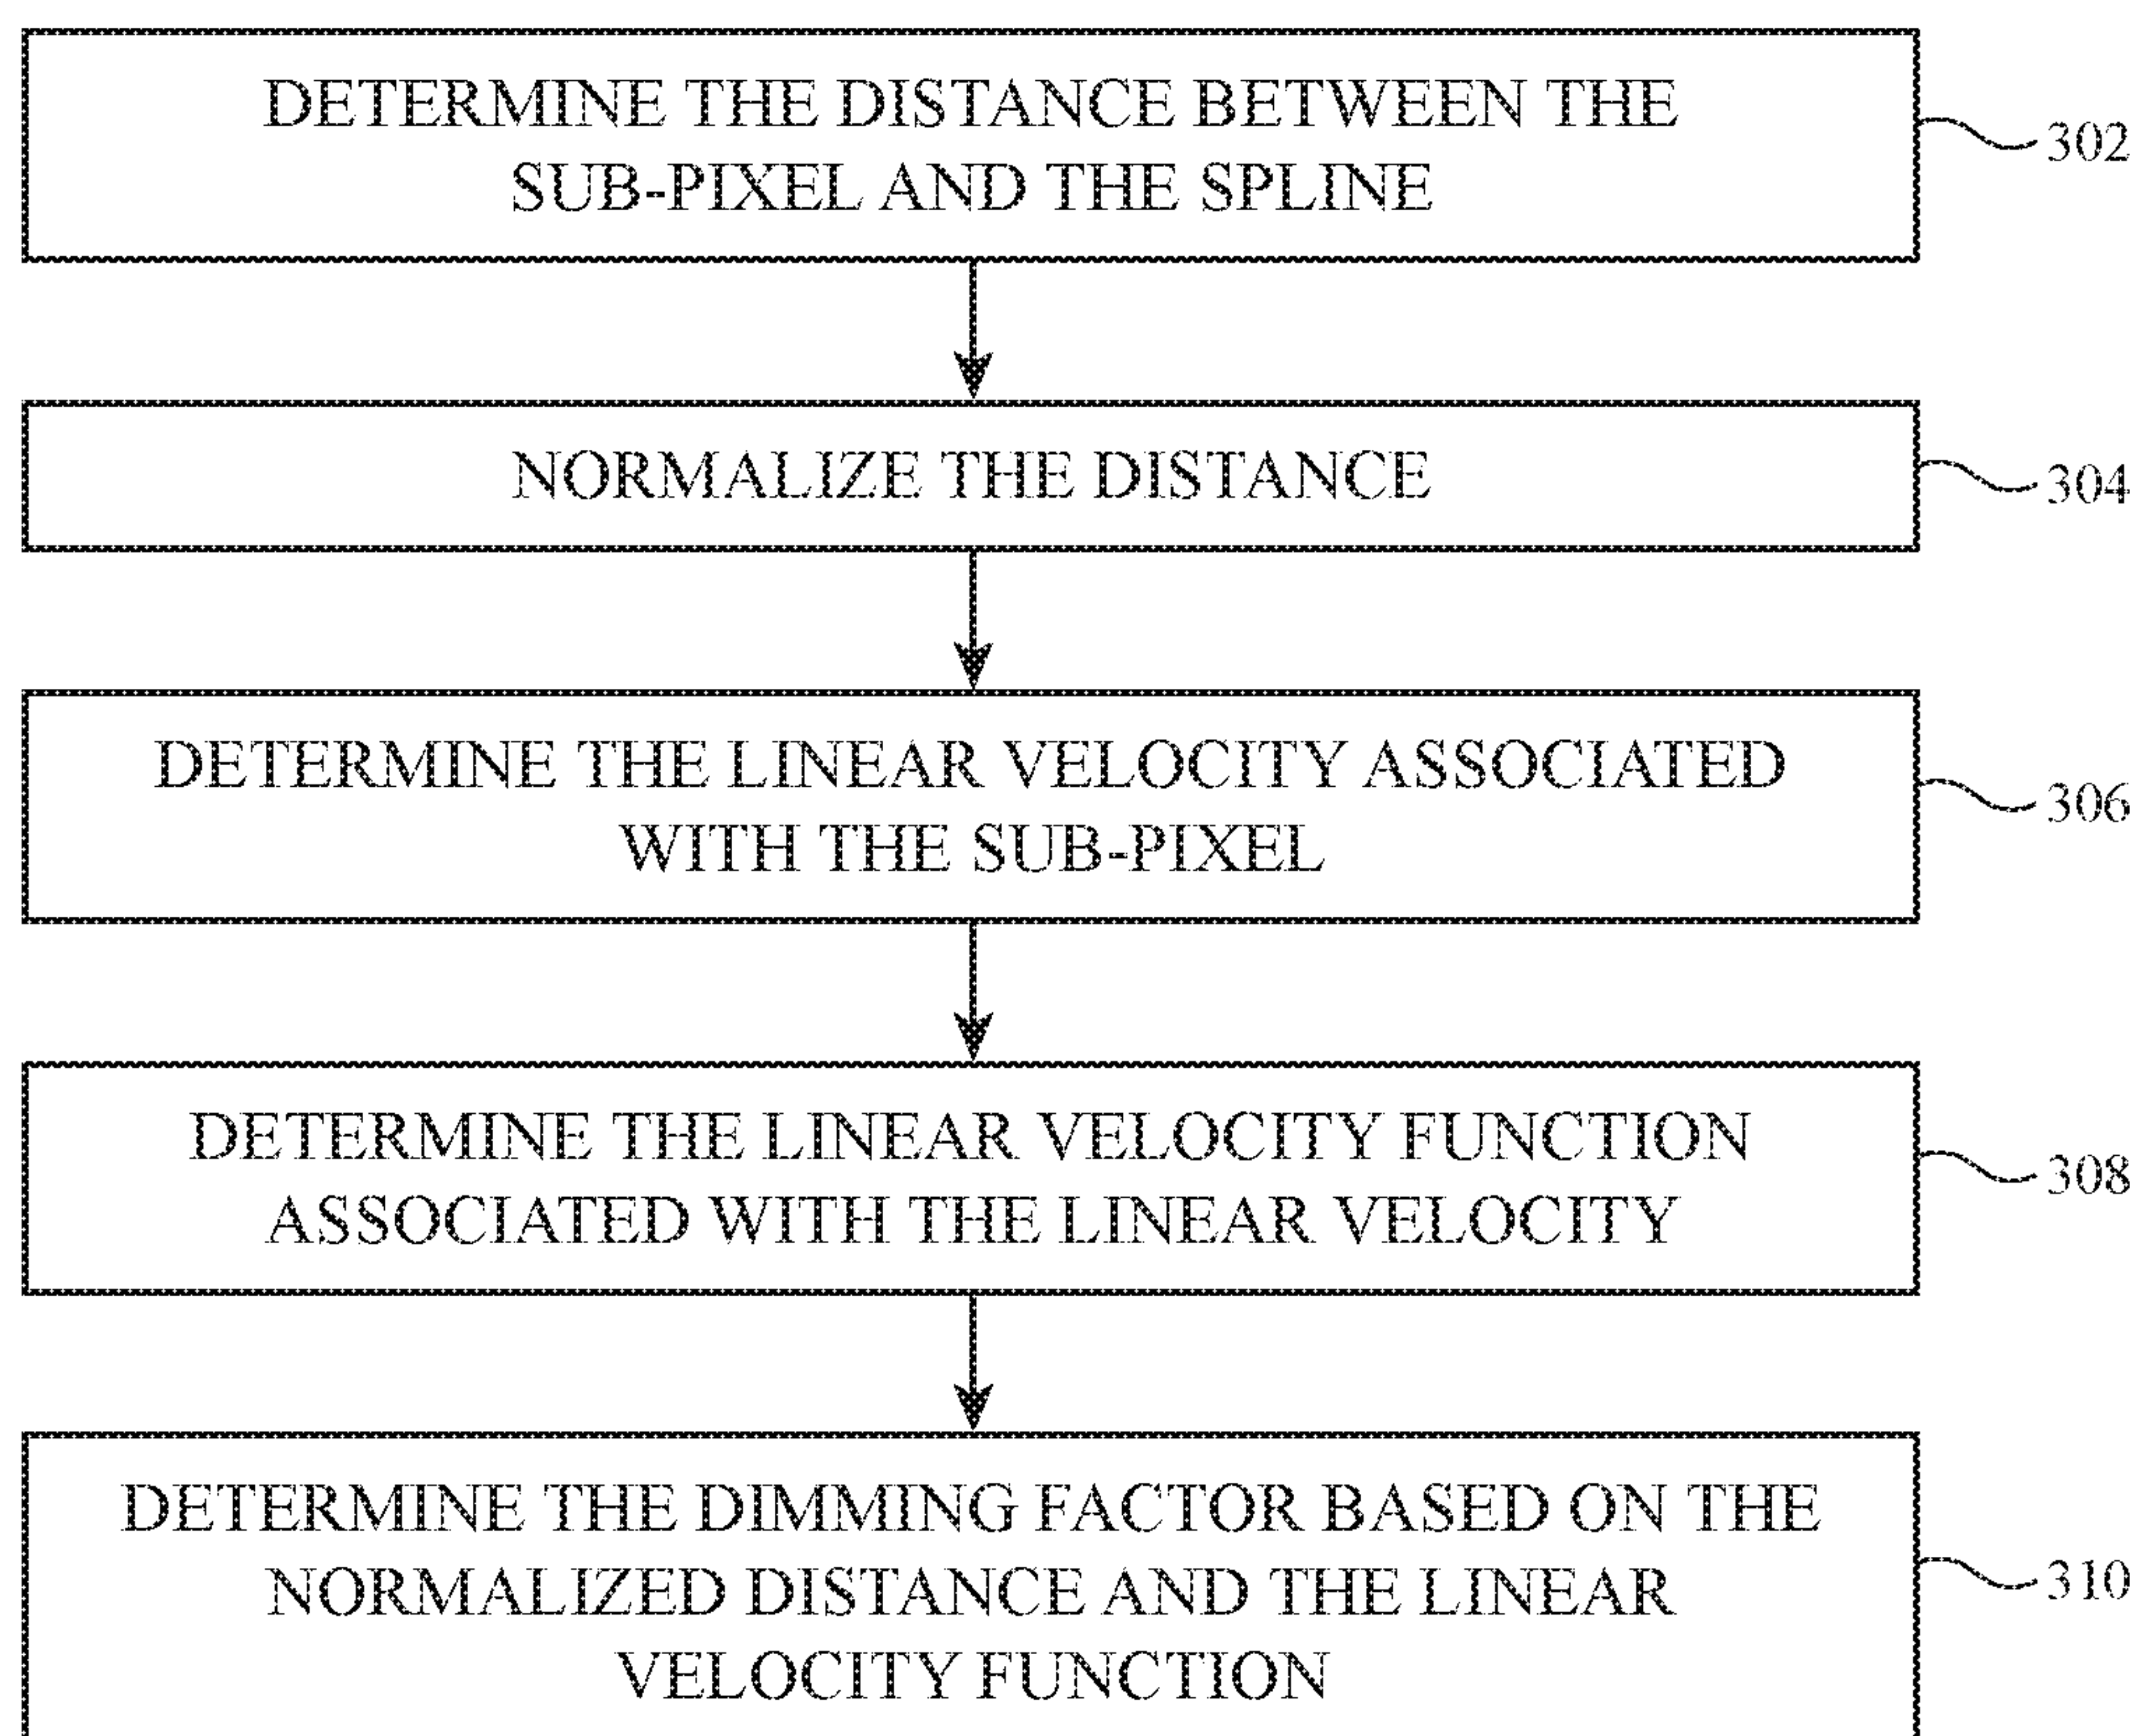 DETERMINE THE DISTANCE BETWEEN THE
SUB-PIXEL AND THE SPLINE
302
NORMALIZE THE DISTANCE
304
DETERMINE THE LINEAR VELOCITY ASSOCIATED
WITH THE SUB-PIXEL
306
DETERMINE THE LINEAR VELOCITY FUNCTION
ASSOCIATED WITH THE LINEAR VELOCITY
308
DETERMINE THE DIMMING FACTOR BASED ON THE
NORMALIZED DISTANCE AND THE LINEAR
VELOCITY FUNCTION
310